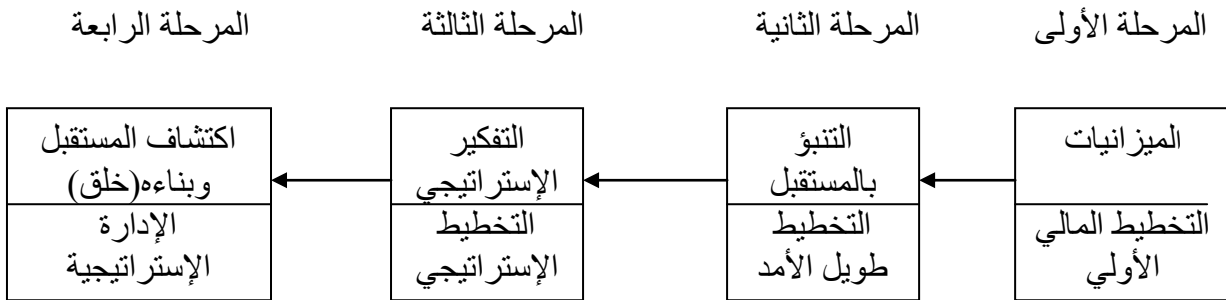 المرحلة الأولى
المرحلة الثانية
المرحلة الثالثة
المرحلة الرابعة
الميزانيات
التخطيط المالي
الأولي
التنبؤ
بالمستقبل
التخطيط
طويل الأمد
التفكير
الإستراتيجي
التخطيط
الإستراتيجي
اكتشاف المستقبل
وبناءه(خلق)
الإدارة
الإستراتيجية